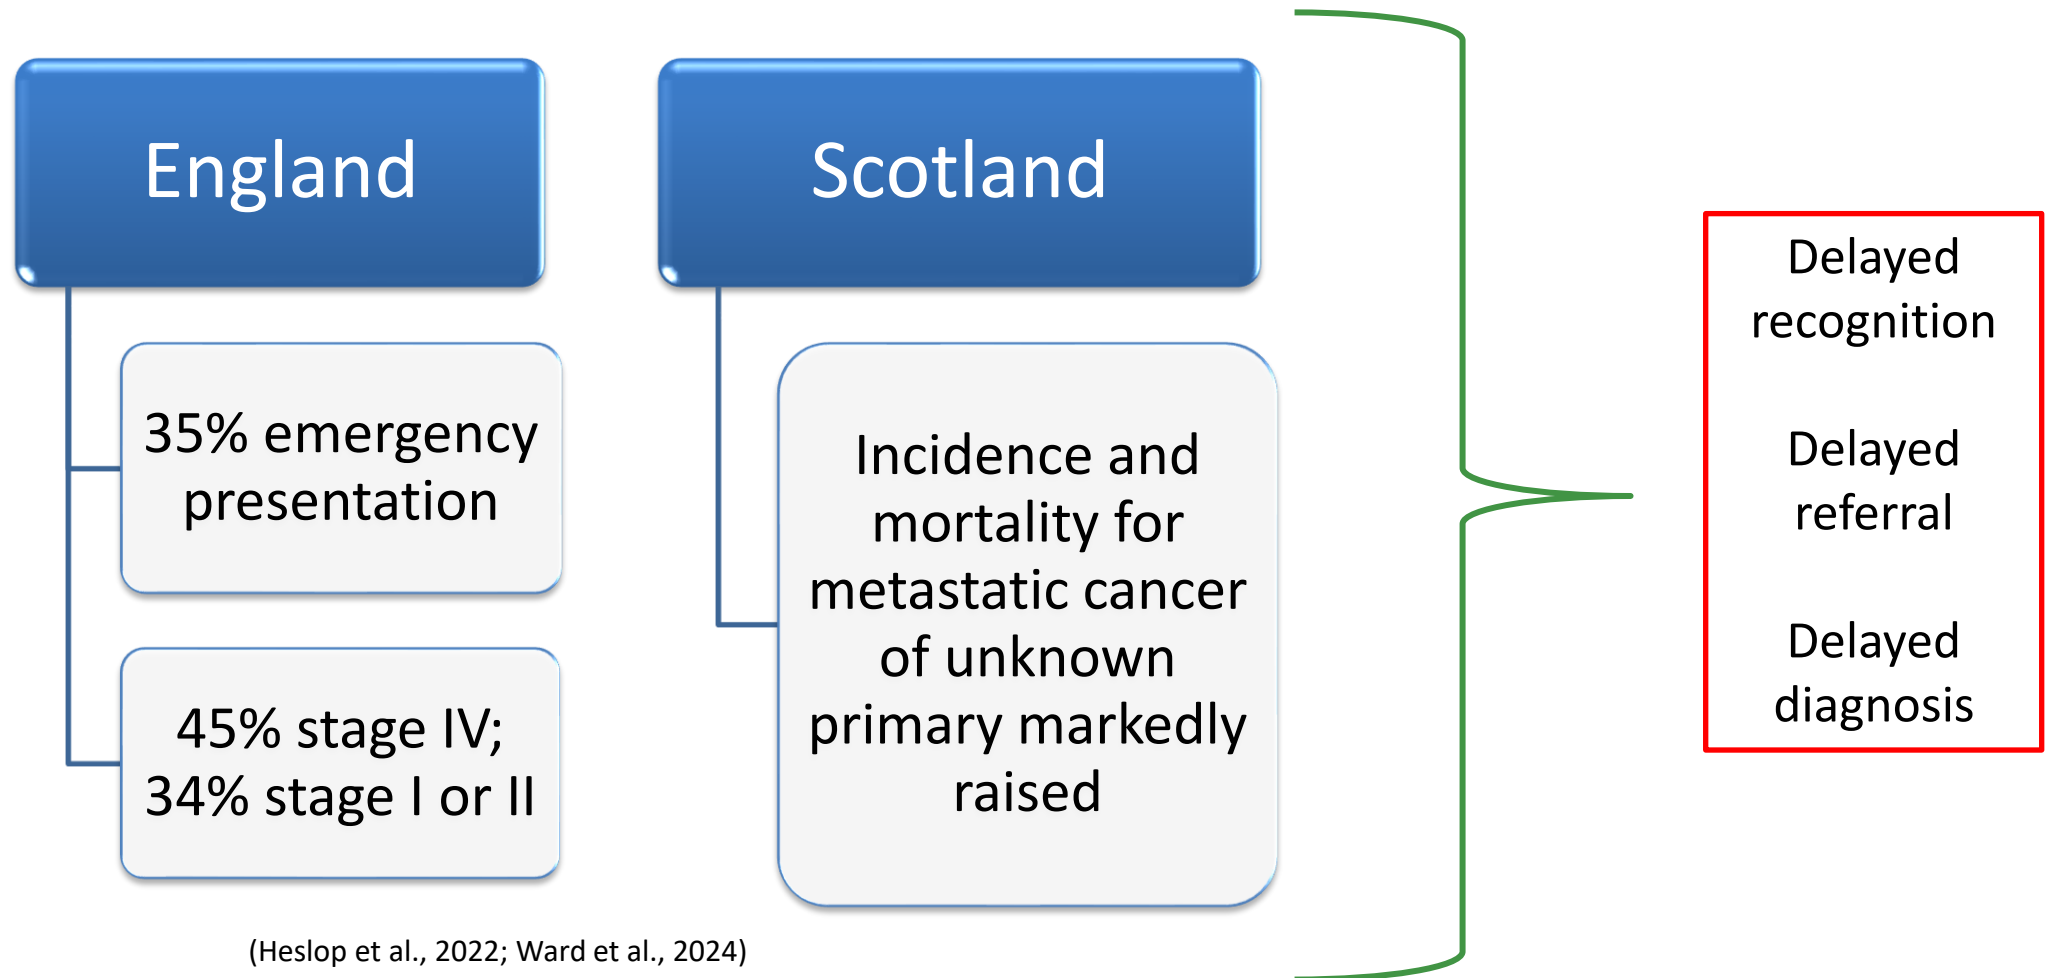 England
35% emergency
presentation
45% stage IV;
34% stage I or II
Scotland
Incidence and
mortality for
metastatic cancer
of unknown
primary markedly
raised
Delayed
recognition
Delayed
referral
Delayed
diagnosis
(Heslop et al., 2022; Ward et al., 2024)